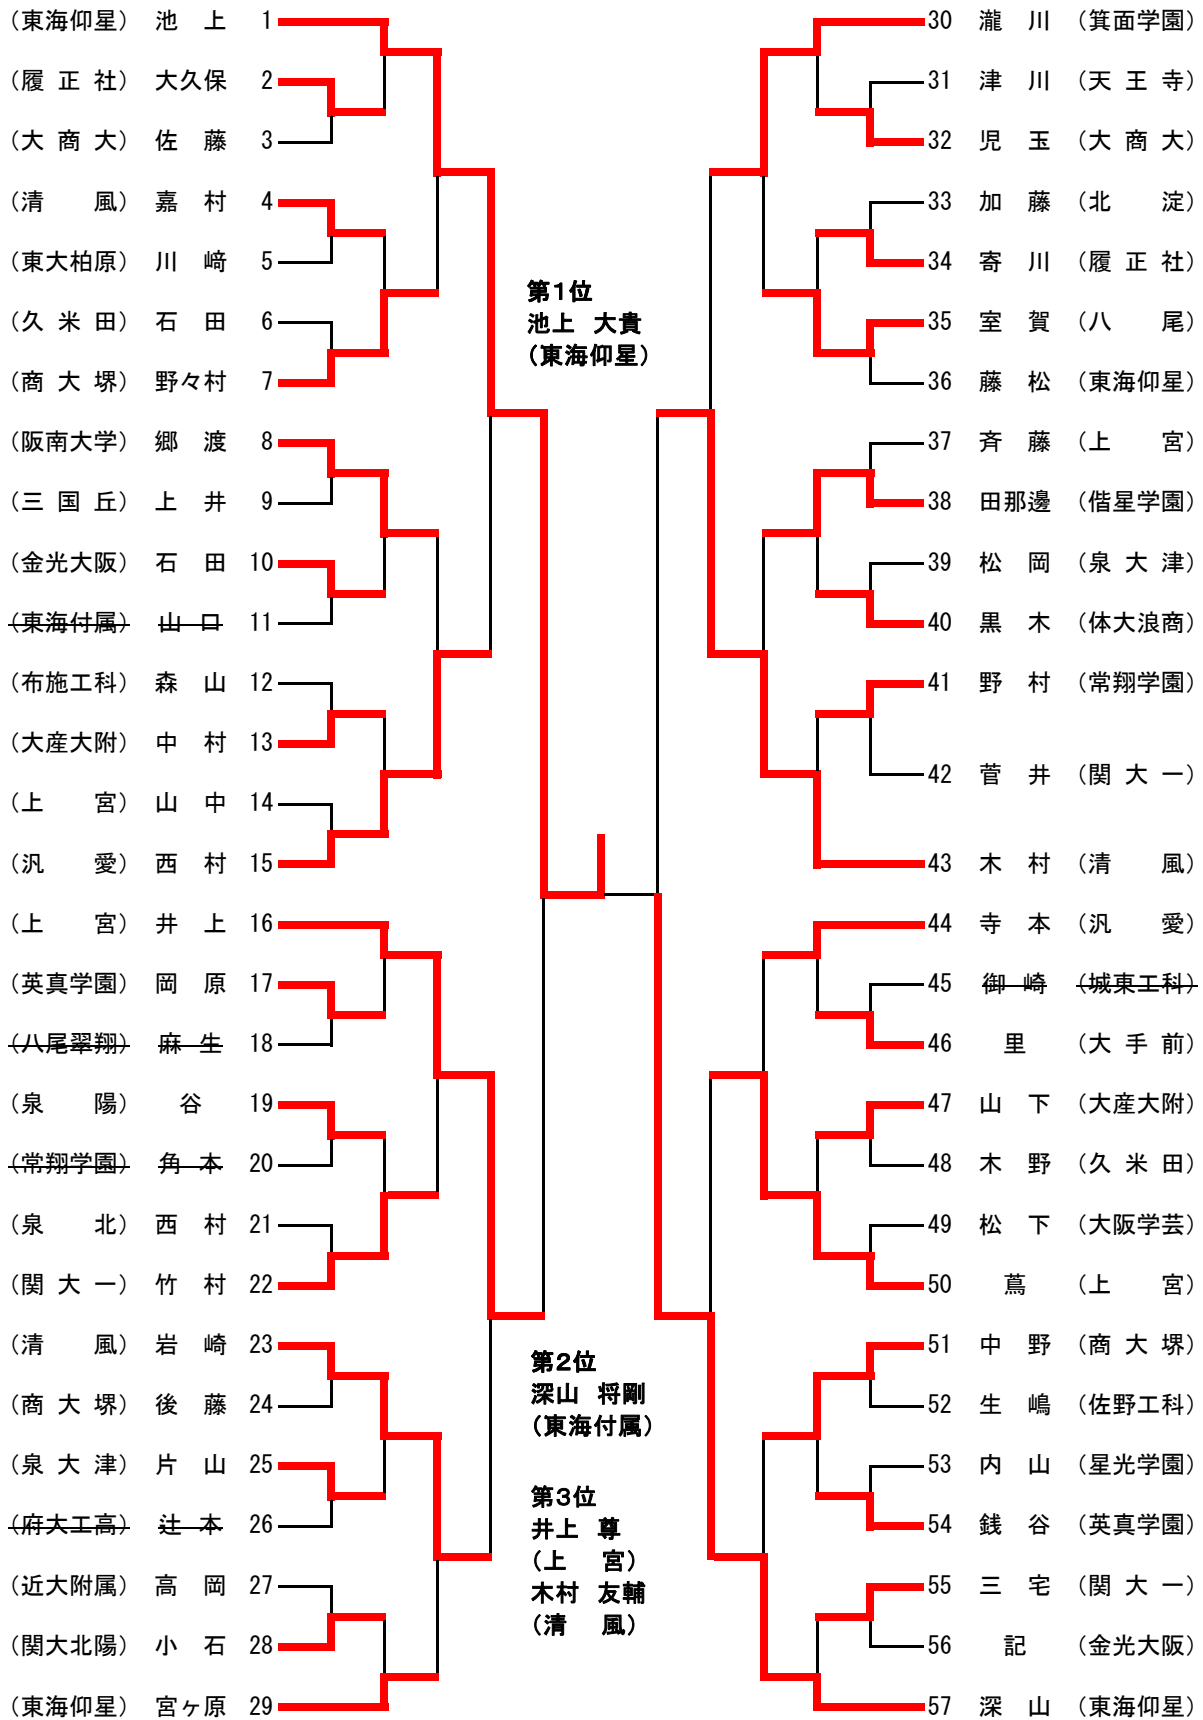 (東海仰星) 池 上 1
(履 正 社) 大久保 2
(大 商 大) 佐 藤 3
(清 風) 嘉 村 4
(東大柏原) 川 﨑 5
(久 米 田) 石 田 6
(商 大 堺) 野々村 7
(阪南大学) 郷 渡 8
(三 国 丘) 上 井 9
(金光大阪) 石 田 10
(東海付属) 山 口 11
(布施工科) 森 山 12
(大産大附) 中 村 13
(上 宮) 山 中 14
(汎 愛) 西 村 15
(上 宮) 井 上 16
(英真学園) 岡 原 17
(八尾翠翔) 麻 生 18
(泉 陽) 谷 19
(常翔学園) 角 本 20
(泉 北) 西 村 21
(関 大 一) 竹 村 22
(清 風) 岩 崎 23
(商 大 堺) 後 藤 24
(泉 大 津) 片 山 25
(府大工高) 辻 本 26
(近大附属) 高 岡 27
(関大北陽) 小 石 28
(東海仰星) 宮ヶ原 29
第1位
池上 大貴
(東海仰星)
第2位
深山 将剛
(東海付属)
第3位
井上 尊
(上 宮)
木村 友輔
(清 風)
30 瀧 川 (箕面学園)
31 津 川 (天 王 寺)
32 児 玉 (大 商 大)
33 加 藤 (北 淀)
34 寄 川 (履 正 社)
35 室 賀 (八 尾)
36 藤 松 (東海仰星)
37 斉 藤 (上 宮)
38 田那邊 (偕星学園)
39 松 岡 (泉 大 津)
40 黒 木 (体大浪商)
41 野 村 (常翔学園)
42 菅 井 (関 大 一)
43 木 村 (清 風)
44 寺 本 (汎 愛)
45 御 崎 (城東工科)
46 里 (大 手 前)
47 山 下 (大産大附)
48 木 野 (久 米 田)
49 松 下 (大阪学芸)
50 蔦 (上 宮)
51 中 野 (商 大 堺)
52 生 嶋 (佐野工科)
53 内 山 (星光学園)
54 銭 谷 (英真学園)
55 三 宅 (関 大 一)
56 記 (金光大阪)
57 深 山 (東海仰星)